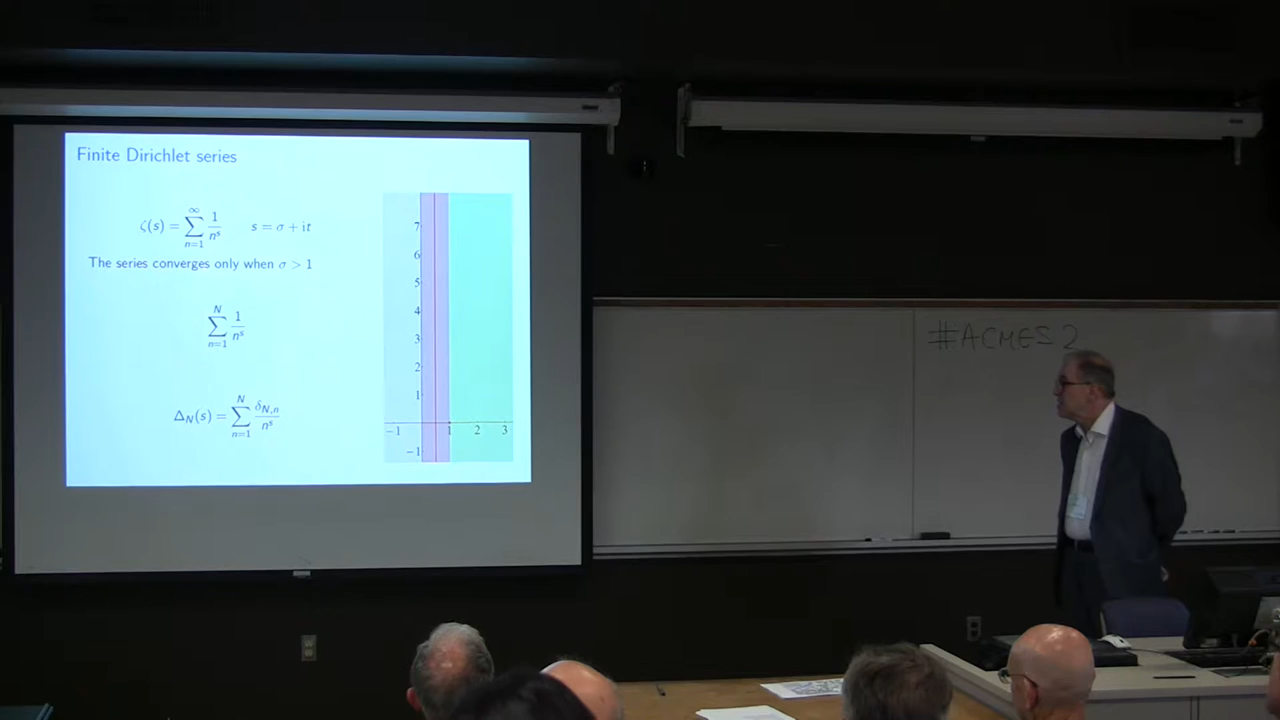 Finite Dirichlet series
ζ(s) = ∑_{n=1}^{∞} 1/n^s   s = σ + it
The series converges only when σ > 1
∑_{n=1}^{N} 1/n^s
Δ_N(s) = ∑_{n=1}^{N} δ_{N,n}/n^s
7
6
5
4
3
2
1
−1 1 2 3
−1
#ACMES 2